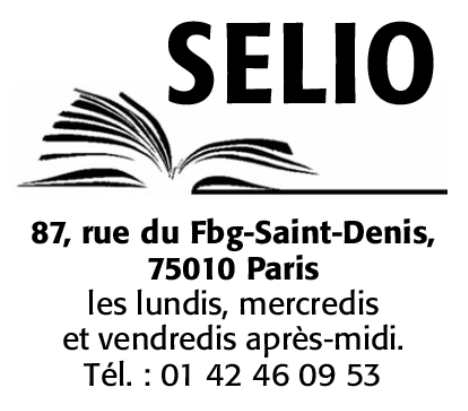 SELIO
87, rue du Fbg-Saint-Denis,
75010 Paris
les lundis, mercredis
et vendredis après-midi.
Tél. : 01 42 46 09 53